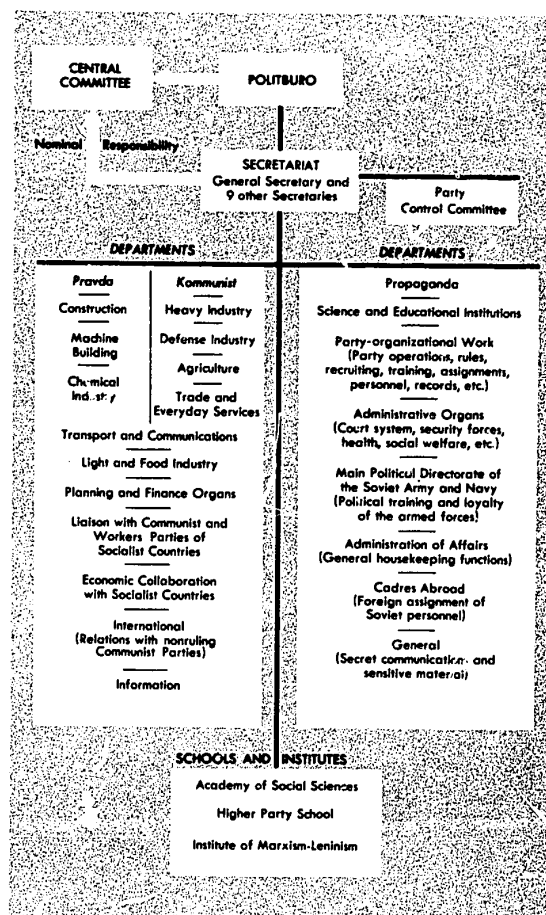 CENTRAL
COMMITTEE
POLITBURO
Nominal Responsibility
SECRETARIAT
General Secretary and
9 other Secretaries
Party
Control Committee
DEPARTMENTS
Pravda
Construction
Machine
Building
Chemical
Industry
Kommunist
Heavy Industry
Defense Industry
Agriculture
Trade and
Everyday Services
Transport and Communications
Light and Food Industry
Planning and Finance Organs
Liaison with Communist and
Workers Parties of
Socialist Countries
Economic Collaboration
with Socialist Countries
International
(Relations with nonruling
Communist Parties)
Information
DEPARTMENTS
Propaganda
Science and Educational Institutions
Party-organizational Work
(Party operations, rules,
recruiting, training, assignments,
personnel, records, etc.)
Administrative Organs
(Court system, security forces,
health, social welfare, etc.)
Main Political Directorate of
the Soviet Army and Navy
(Political training and loyalty
of the armed forces)
Administration of Affairs
(General housekeeping functions)
Cadres Abroad
(Foreign assignment of
Soviet personnel)
General
(Secret communications and
sensitive material)
SCHOOLS AND INSTITUTES
Academy of Social Sciences
Higher Party School
Institute of Marxism-Leninism